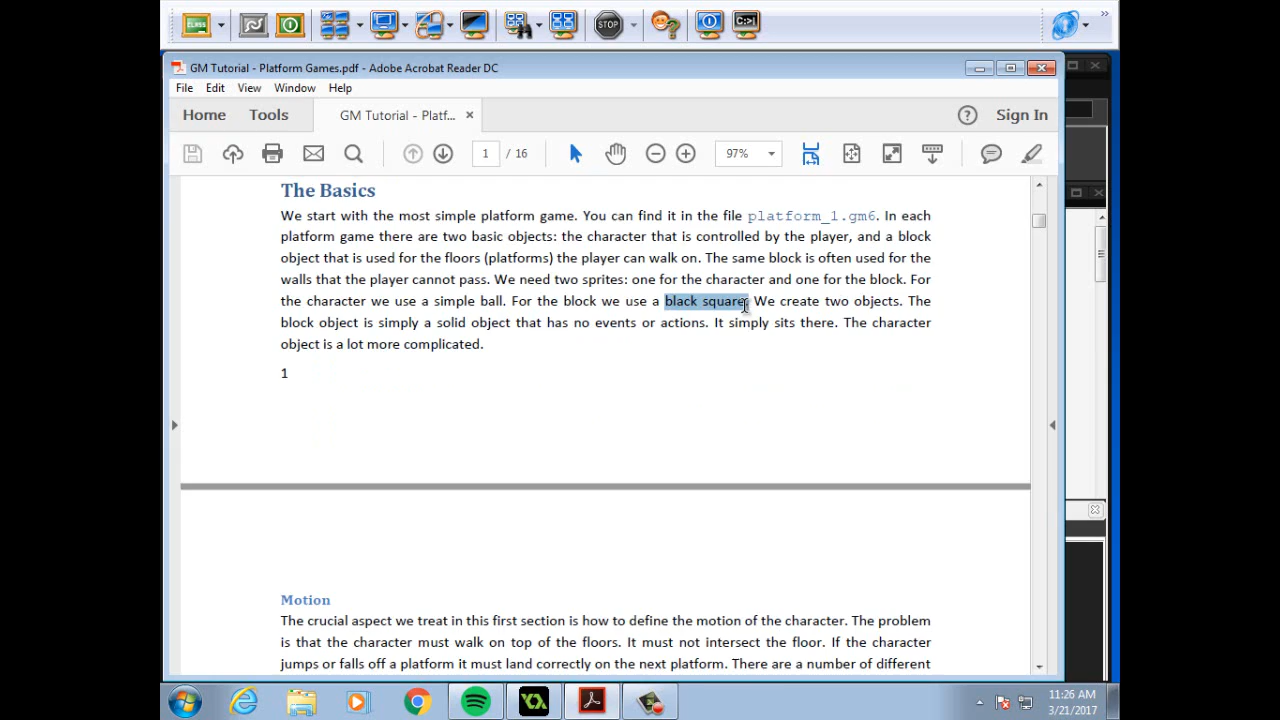 CLASS
STOP
C:\>
»
GM Tutorial - Platform Games.pdf - Adobe Acrobat Reader DC
File Edit View Window Help
Home Tools GM Tutorial - Platf... × ? Sign In
1 / 16 97%
The Basics
We start with the most simple platform game. You can find it in the file platform_1.gm6. In each
platform game there are two basic objects: the character that is controlled by the player, and a block
object that is used for the floors (platforms) the player can walk on. The same block is often used for the
walls that the player cannot pass. We need two sprites: one for the character and one for the block. For
the character we use a simple ball. For the block we use a black square. We create two objects. The
block object is simply a solid object that has no events or actions. It simply sits there. The character
object is a lot more complicated.
1
Motion
The crucial aspect we treat in this first section is how to define the motion of the character. The problem
is that the character must walk on top of the floors. It must not intersect the floor. If the character
jumps or falls off a platform it must land correctly on the next platform. There are a number of different
11:26 AM
3/21/2017